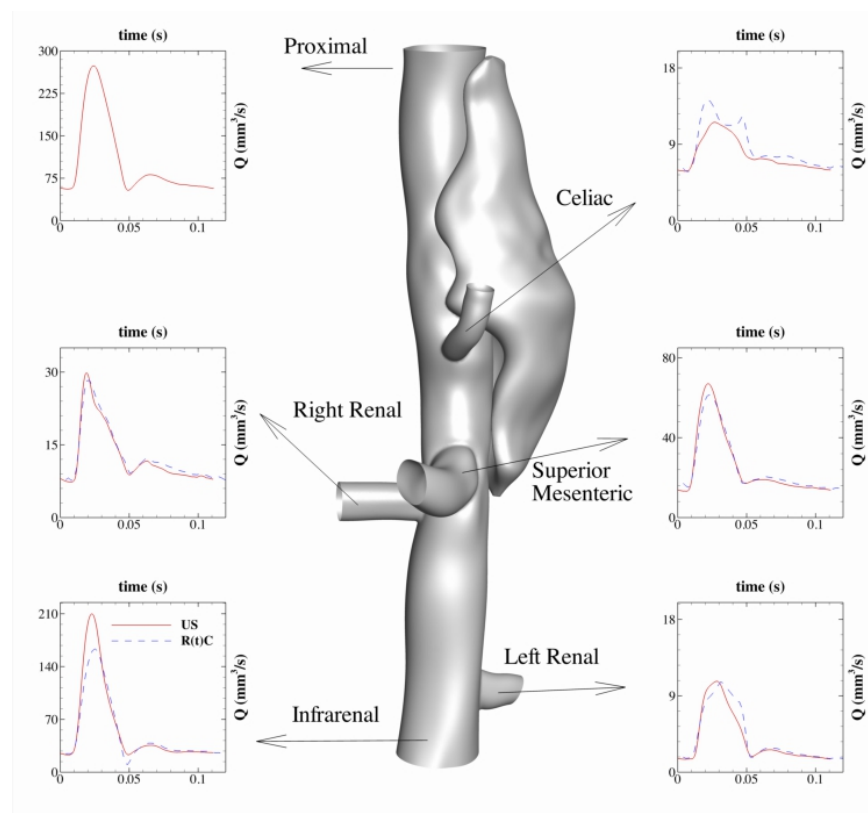 time (s)
300
225
150
75
0
0 0.05 0.1
Q (mm³/s)
Proximal
time (s)
18
9
0
0 0.05 0.1
Q (mm³/s)
Celiac
time (s)
30
15
0
0 0.05 0.1
Q (mm³/s)
Right Renal
time (s)
80
40
0
0 0.05 0.1
Q (mm³/s)
Superior
Mesenteric
time (s)
210
140
70
0
0 0.05 0.1
Q (mm³/s)
US
R(t)C
Infrarenal
time (s)
18
9
0
0 0.05 0.1
Q (mm³/s)
Left Renal